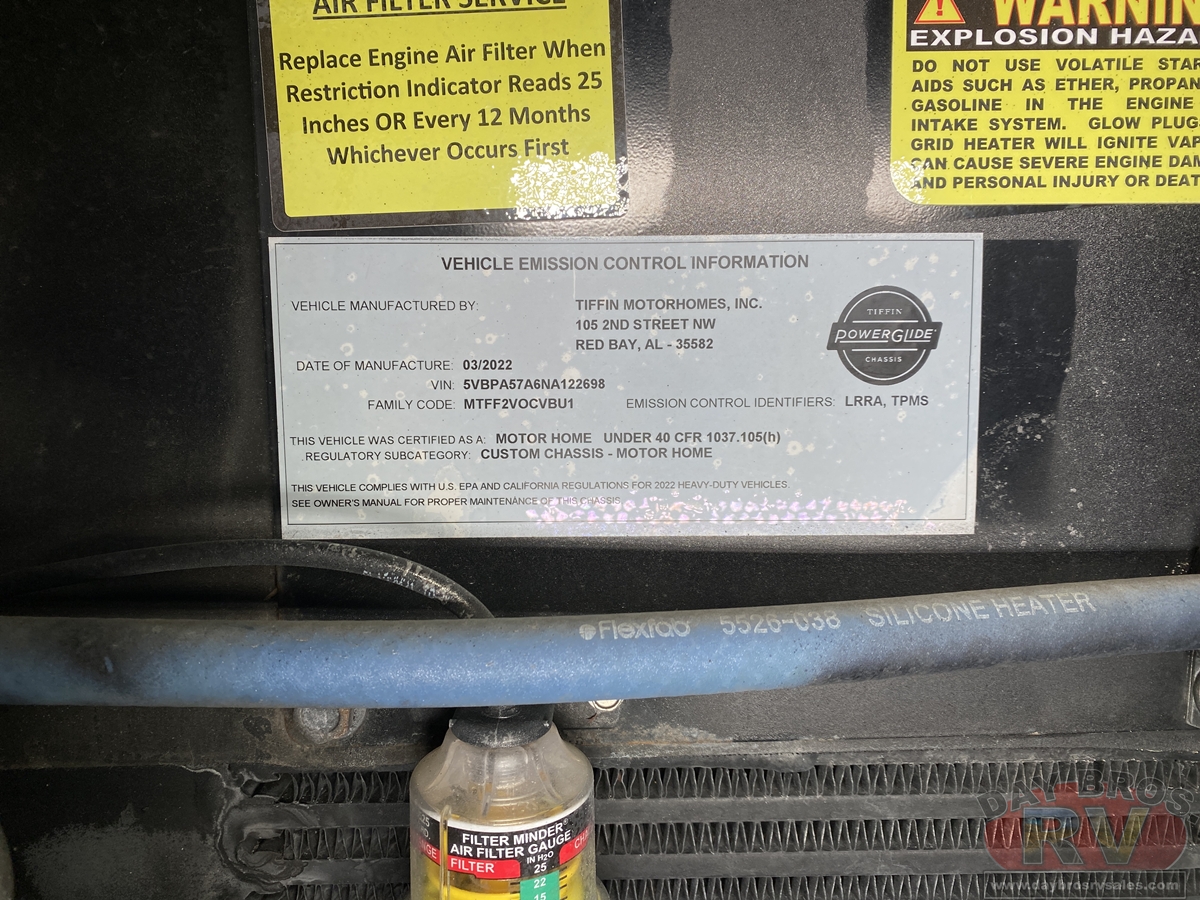 AIR FILTER SERVICE
Replace Engine Air Filter When
Restriction Indicator Reads 25
Inches OR Every 12 Months
Whichever Occurs First
WARNIN
EXPLOSION HAZA
DO NOT USE VOLATILE STAR
AIDS SUCH AS ETHER, PROPAN
GASOLINE IN THE ENGINE
INTAKE SYSTEM. GLOW PLUG
GRID HEATER WILL IGNITE VAP
CAN CAUSE SEVERE ENGINE DAM
AND PERSONAL INJURY OR DEAT
VEHICLE EMISSION CONTROL INFORMATION
VEHICLE MANUFACTURED BY: TIFFIN MOTORHOMES, INC.
105 2ND STREET NW
RED BAY, AL - 35582
TIFFIN
POWERGLIDE
CHASSIS
DATE OF MANUFACTURE: 03/2022
VIN: 5VBPA57A6NA122698
FAMILY CODE: MTFF2VOCVBU1 EMISSION CONTROL IDENTIFIERS: LRRA, TPMS
THIS VEHICLE WAS CERTIFIED AS A: MOTOR HOME UNDER 40 CFR 1037.105(h)
REGULATORY SUBCATEGORY: CUSTOM CHASSIS - MOTOR HOME
THIS VEHICLE COMPLIES WITH U.S. EPA AND CALIFORNIA REGULATIONS FOR 2022 HEAVY-DUTY VEHICLES.
SEE OWNER'S MANUAL FOR PROPER MAINTENANCE OF THIS CHASSIS
Flexfab 5526-038 SILICONE HEATER
FILTER MINDER®
AIR FILTER GAUGE
IN H2O
FILTER 25
22
15
CHA
DAY BROS
RV
www.daybrosrvsales.com